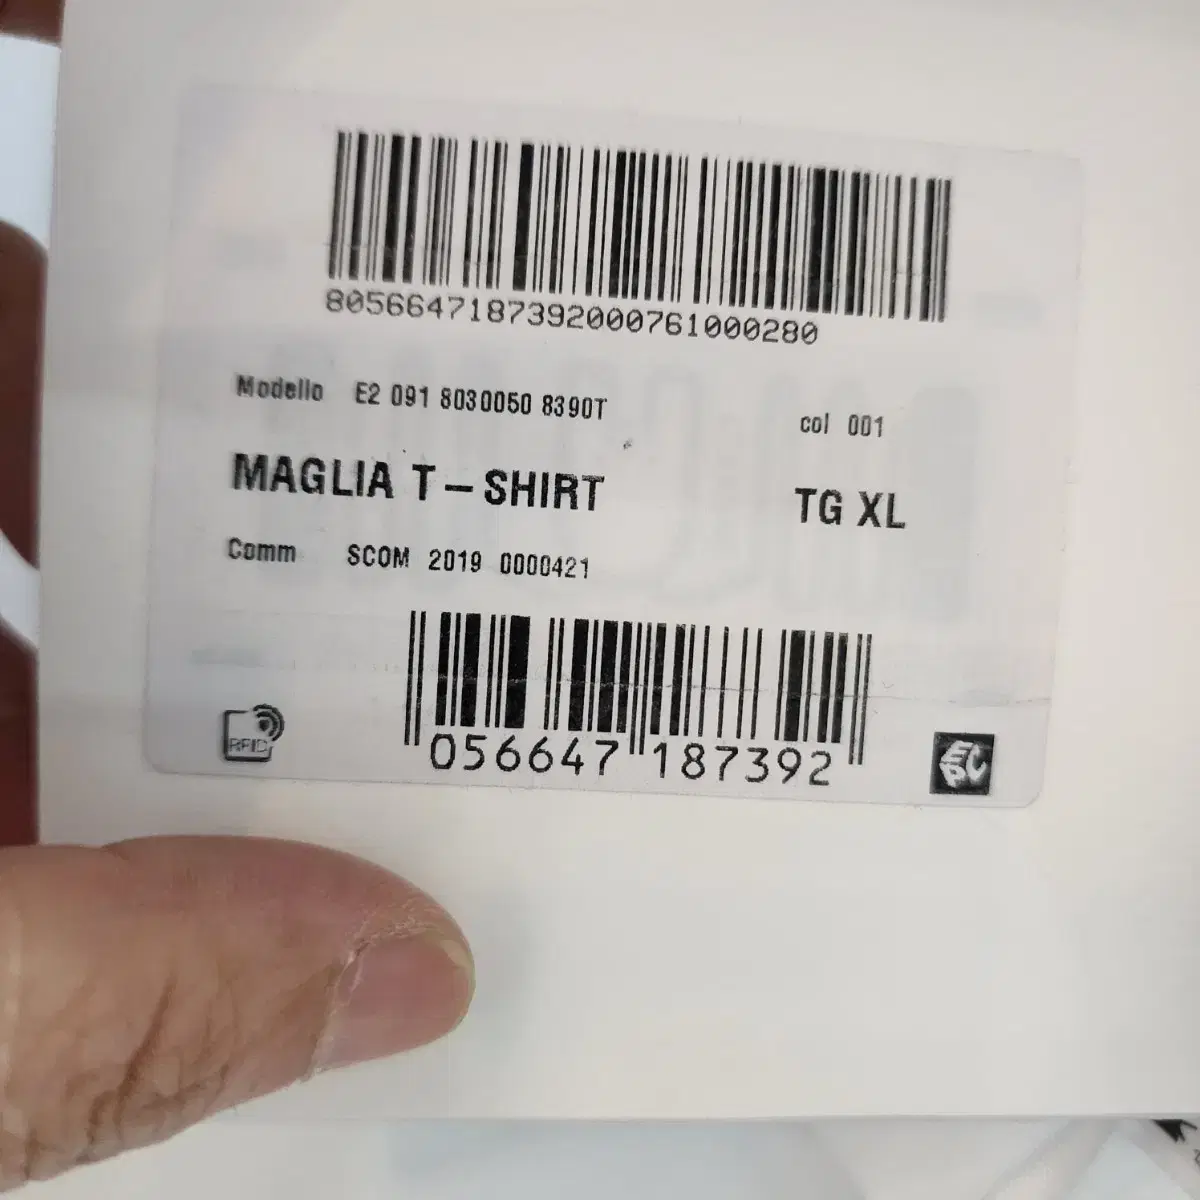 8056647187392000761000280
Modello E2 091 8030050 8390T col 001
MAGLIA T-SHIRT TG XL
Comm SCOM 2019 0000421
056647 187392
RFID
EPC